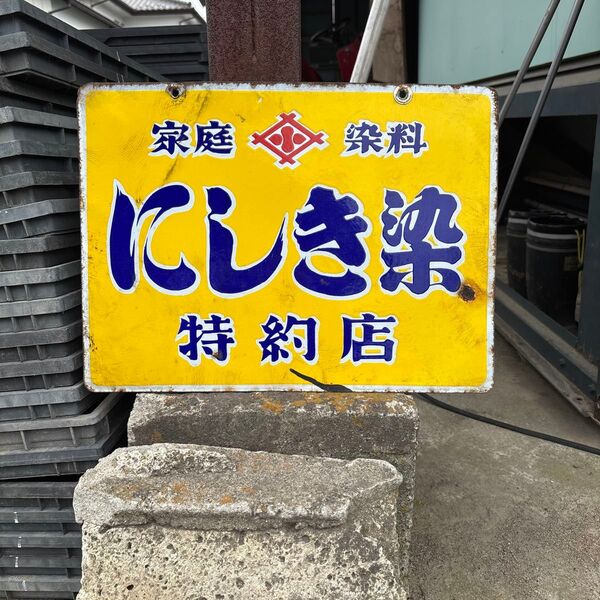 家庭 染料
にしき染
特約店